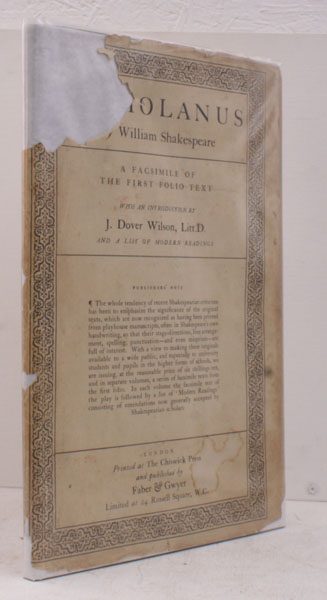 IOLANUS
William Shakespeare
A FACSIMILE OF
THE FIRST FOLIO TEXT
WITH AN INTRODUCTION BY
J. Dover Wilson, Litt.D.
AND A LIST OF MODERN READINGS
PUBLISHERS NOTE
¶ The whole tendency of recent Shakespearian criticism
has been to emphasise the significance of the original
texts, which are now recognized as having been printed
from playhouse manuscripts, often in Shakespeare's own
handwriting, so that their stage-directions, line arrange-
ment, spelling, punctuation—and even misprints—are
full of interest. With a view to making these originals
available to a wide public, and especially to university
students and pupils in the higher forms of schools, we
are issuing, at the reasonable price of six shillings net,
and in separate volumes, a series of facsimile texts from
the first folio. In each volume the facsimile text of
the play is followed by a list of 'Modern Readings'
consisting of emendations now generally accepted by
Shakespearian scholars.
LONDON
Printed at The Chiswick Press
and published by
Faber & Gwyer
Limited at 24 Russell Square, W.C.